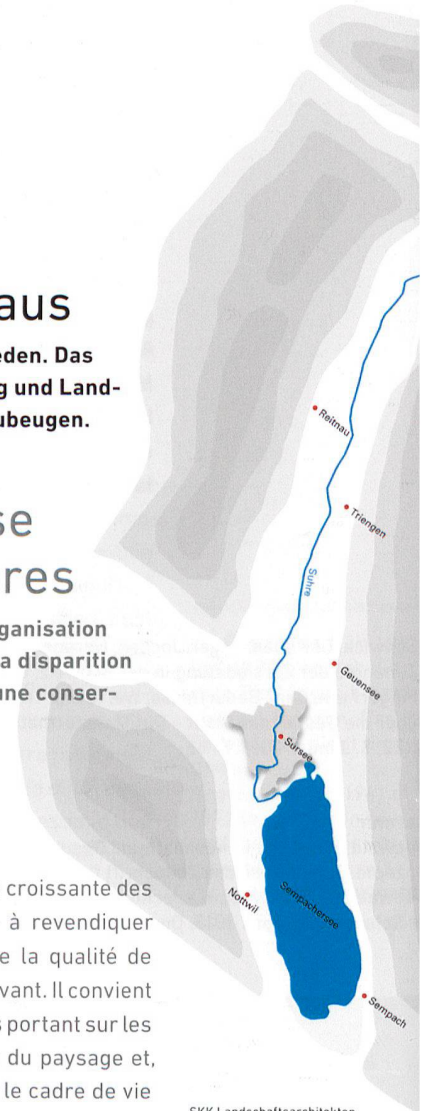 aus
eden. Das
g und Land-
ubeugen.
se
res
ganisation
a disparition
une conser-
croissante des
à revendiquer
e la qualité de
vant. Il convient
s portant sur les
du paysage et,
le cadre de vie
Reitnau
Triengen
Suhre
Geuensee
Sursee
Sempachersee
Nottwil
Sempach
SKK Landschaftsarchitekten